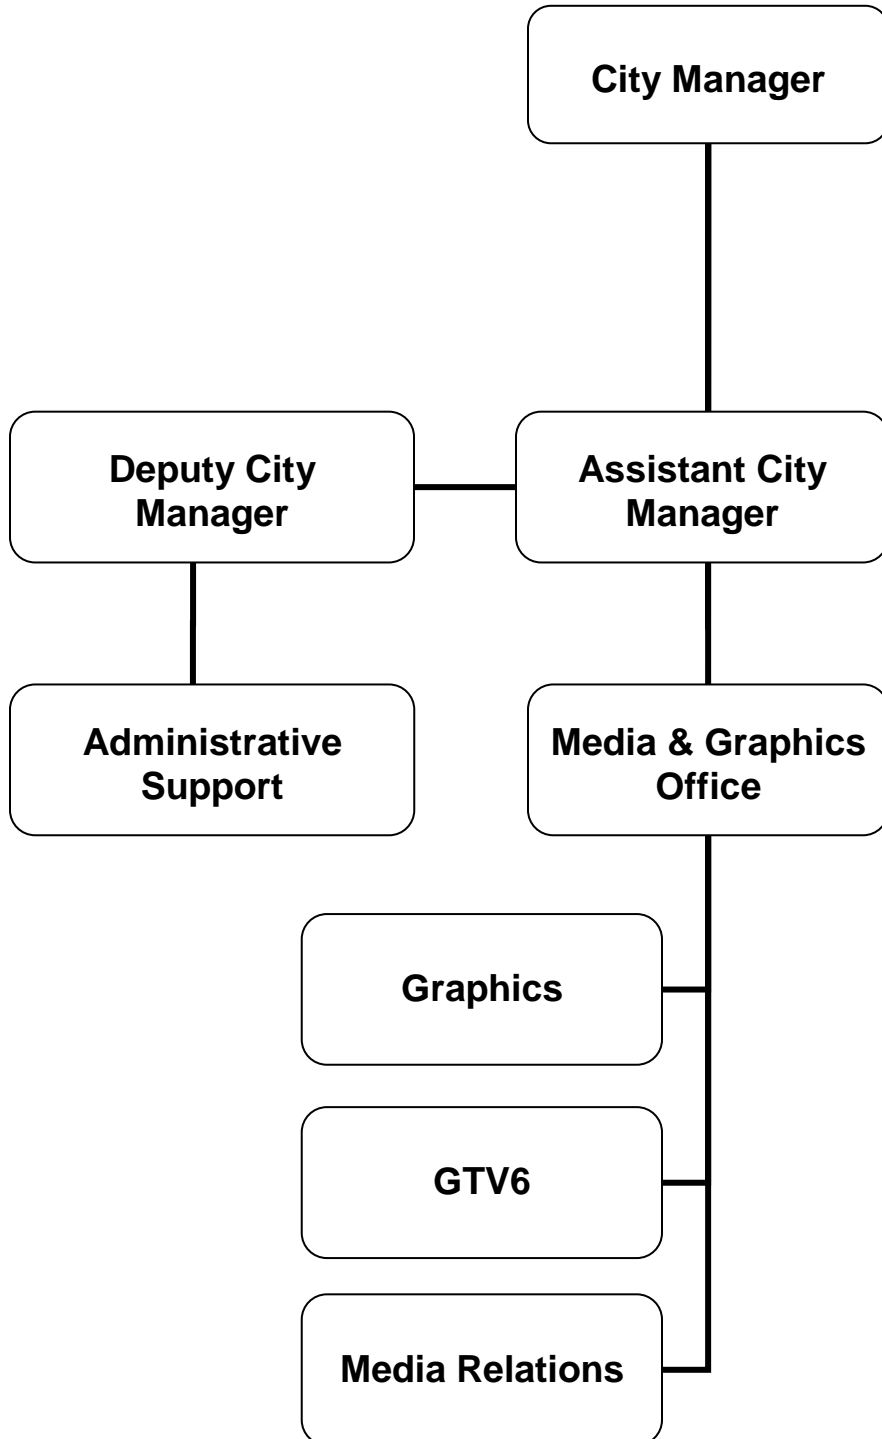 City Manager
Deputy City
Manager
Assistant City
Manager
Administrative
Support
Media & Graphics
Office
Graphics
GTV6
Media Relations